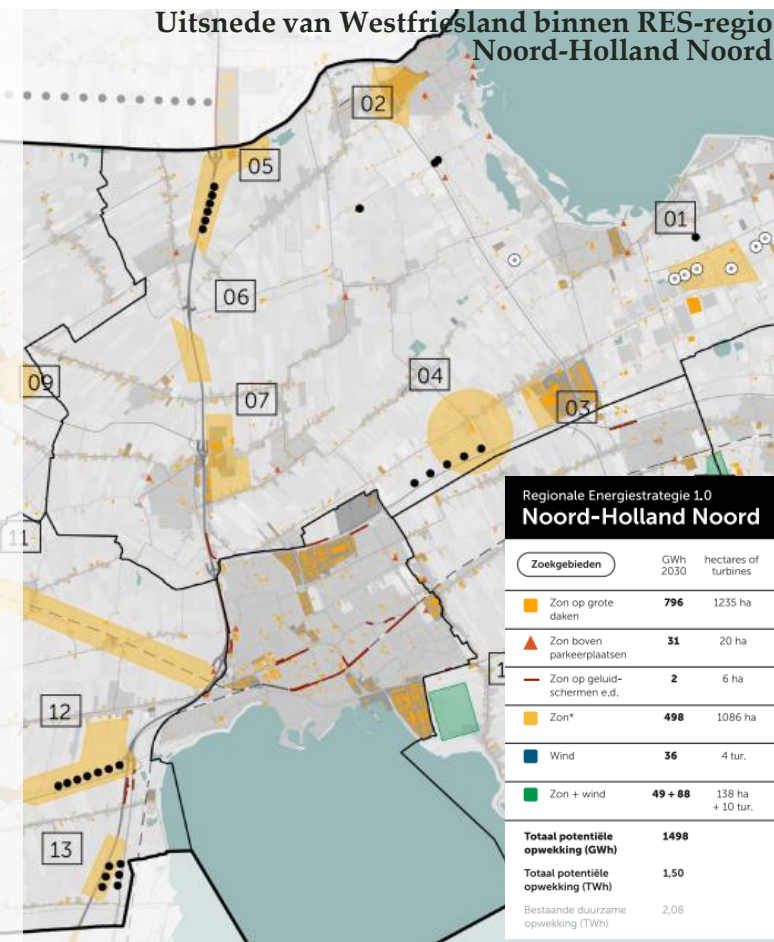 Uitsnede van Westfriesland binnen RES-regio
Noord-Holland Noord
02
05
01
06
04
09
07
03
11
12
13
1
Regionale Energiestrategie 1.0
Noord-Holland Noord
Zoekgebieden GWh 2030 hectares of turbines
Zon op grote daken 796 1235 ha
Zon boven parkeerplaatsen 31 20 ha
Zon op geluid-
schermen e.d. 2 6 ha
Zon* 498 1086 ha
Wind 36 4 tur.
Zon + wind 49 + 88 138 ha
+ 10 tur.
Totaal potentiële
opwekking (GWh) 1498
Totaal potentiële
opwekking (TWh) 1,50
Bestaande duurzame
opwekking (TWh) 2,08